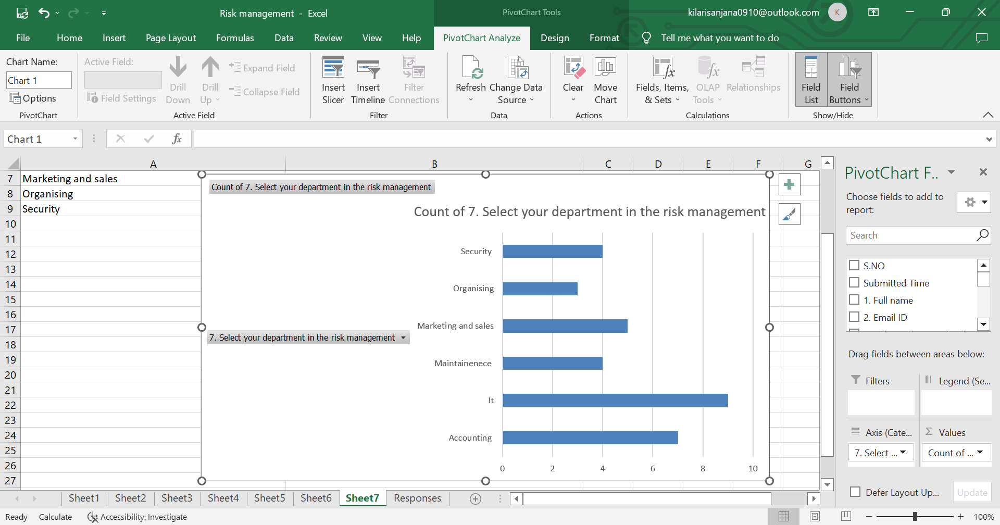 Risk management - Excel
PivotChart Tools
kilarisanjana0910@outlook.com
K
File Home Insert Page Layout Formulas Data Review View Help PivotChart Analyze Design Format Tell me what you want to do
Chart Name:
Chart 1
Options
PivotChart
Active Field:
Field Settings
Drill Down
Drill Up
Expand Field
Collapse Field
Active Field
Insert Slicer
Insert Timeline
Filter Connections
Filter
Refresh
Change Data Source
Data
Clear
Move Chart
Actions
Fields, Items, & Sets
OLAP Tools
Relationships
Calculations
Field List
Field Buttons
Show/Hide
Chart 1
fx
A B C D E F G
7 Marketing and sales
8 Organising
9 Security
10
11
12
13
14
15
16
17
18
19
20
21
22
23
24
25
26
27
Count of 7. Select your department in the risk management
Count of 7. Select your department in the risk management
7. Select your department in the risk management
Security
Organising
Marketing and sales
Maintainenece
It
Accounting
0 2 4 6 8 10
PivotChart F..
Choose fields to add to
report:
Search
S.NO
Submitted Time
1. Full name
2. Email ID
Drag fields between areas below:
Filters
Legend (Se...
Axis (Cate...
Σ Values
7. Select ...
Count of ...
Defer Layout Up...
Update
Sheet1 Sheet2 Sheet3 Sheet4 Sheet5 Sheet6 Sheet7 Responses
Ready Calculate Accessibility: Investigate
100%